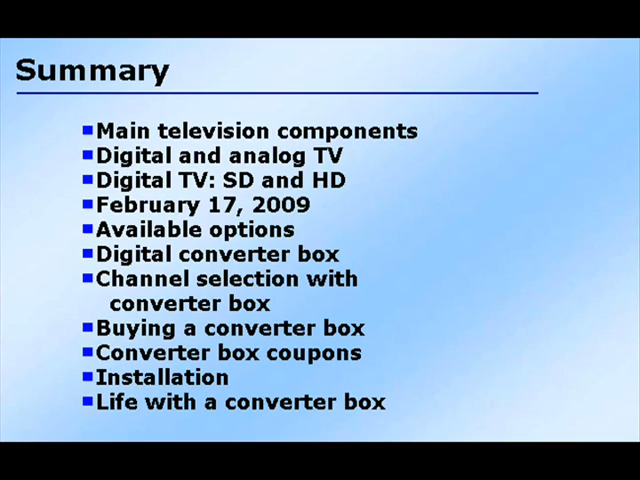 Summary
Main television components
Digital and analog TV
Digital TV: SD and HD
February 17, 2009
Available options
Digital converter box
Channel selection with
converter box
Buying a converter box
Converter box coupons
Installation
Life with a converter box